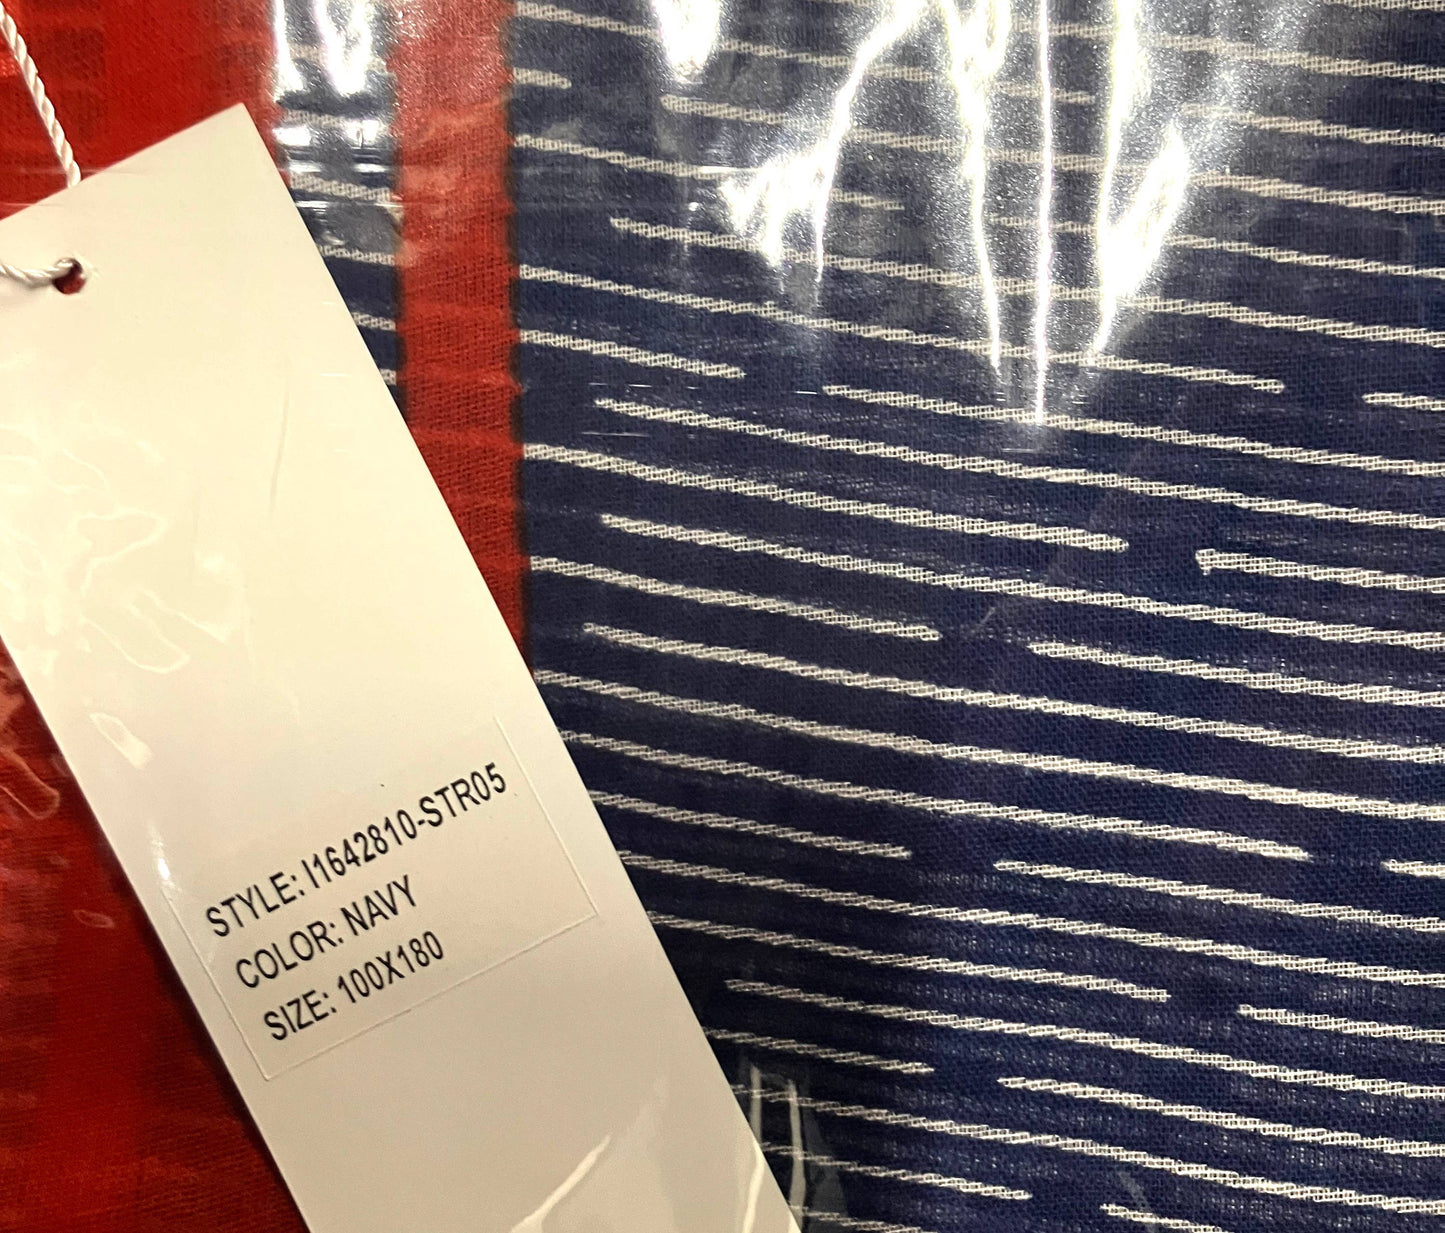 STYLE: I1642810-STR05
COLOR: NAVY
SIZE: 100X180